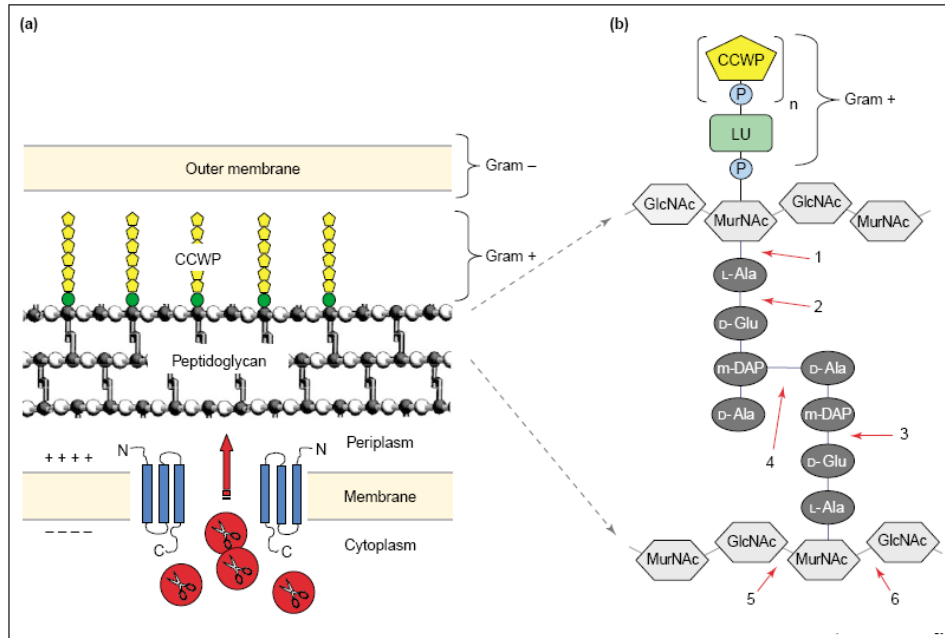 (a)
Outer membrane
Gram –
CCWP
Gram +
Peptidoglycan
Periplasm
N
N
+ + + +
Membrane
– – – –
C
C
Cytoplasm
(b)
CCWP
P
n
Gram +
LU
P
GlcNAc
MurNAc
GlcNAc
MurNAc
1
L-Ala
2
D-Glu
m-DAP
D-Ala
D-Ala
m-DAP
3
4
D-Glu
L-Ala
MurNAc
GlcNAc
MurNAc
GlcNAc
5
6